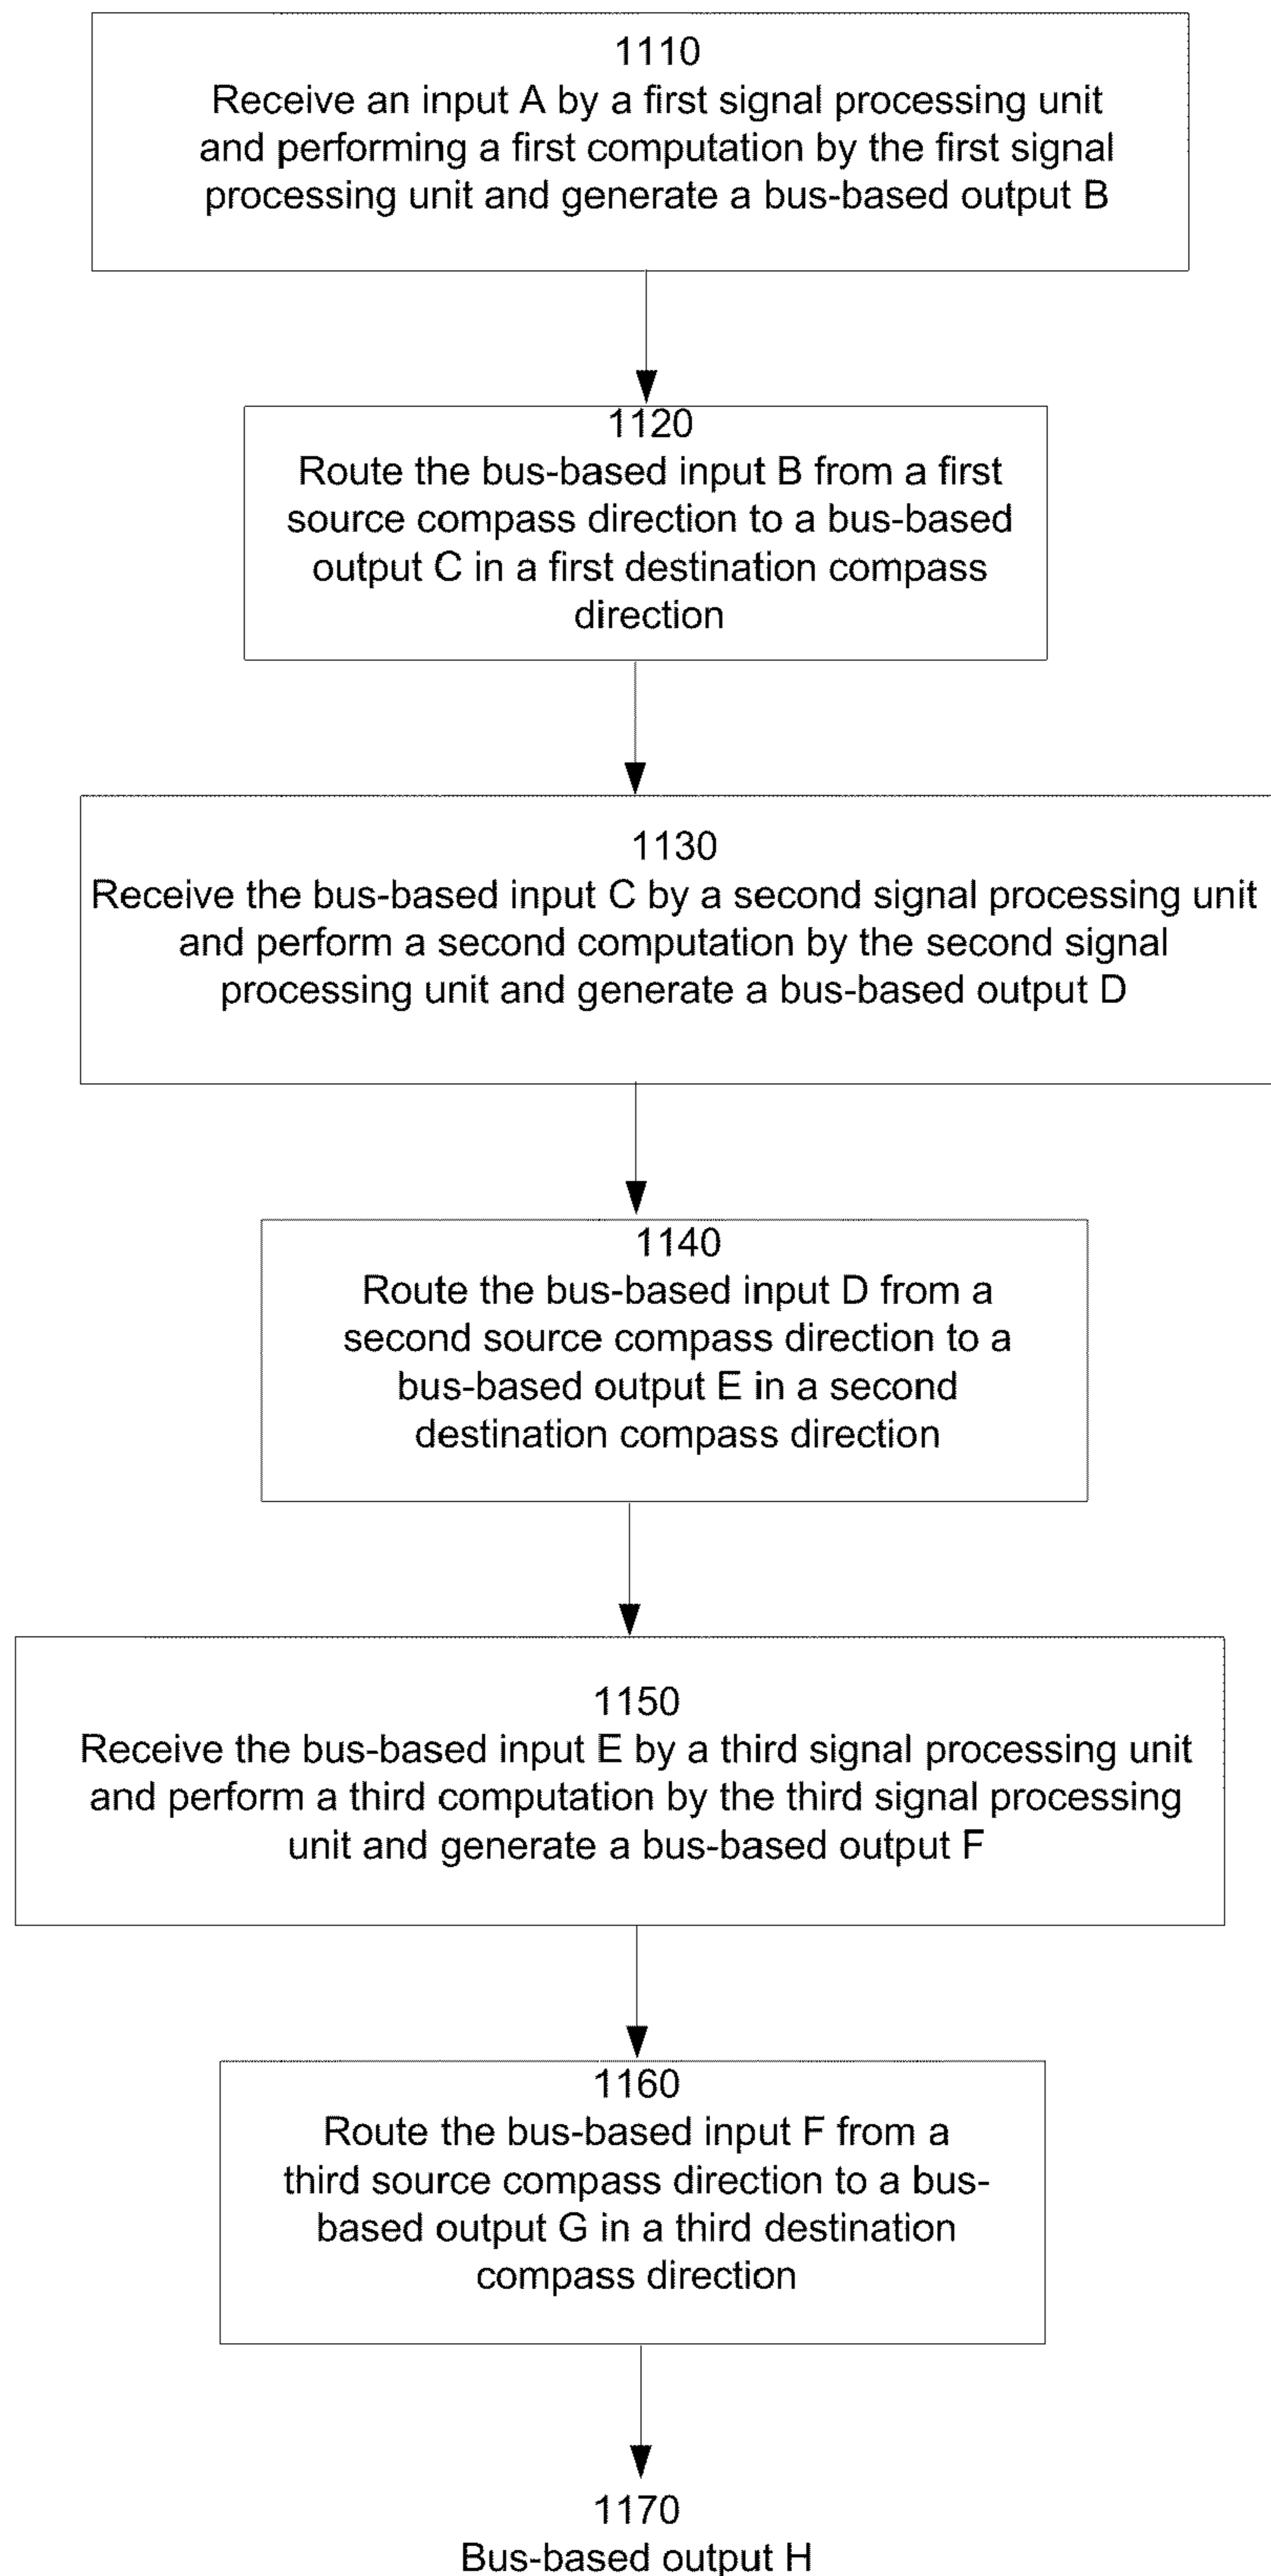 1110
Receive an input A by a first signal processing unit
and performing a first computation by the first signal
processing unit and generate a bus-based output B
1120
Route the bus-based input B from a first
source compass direction to a bus-based
output C in a first destination compass
direction
1130
Receive the bus-based input C by a second signal processing unit
and perform a second computation by the second signal
processing unit and generate a bus-based output D
1140
Route the bus-based input D from a
second source compass direction to a
bus-based output E in a second
destination compass direction
1150
Receive the bus-based input E by a third signal processing unit
and perform a third computation by the third signal processing
unit and generate a bus-based output F
1160
Route the bus-based input F from a
third source compass direction to a bus-
based output G in a third destination
compass direction
1170
Bus-based output H